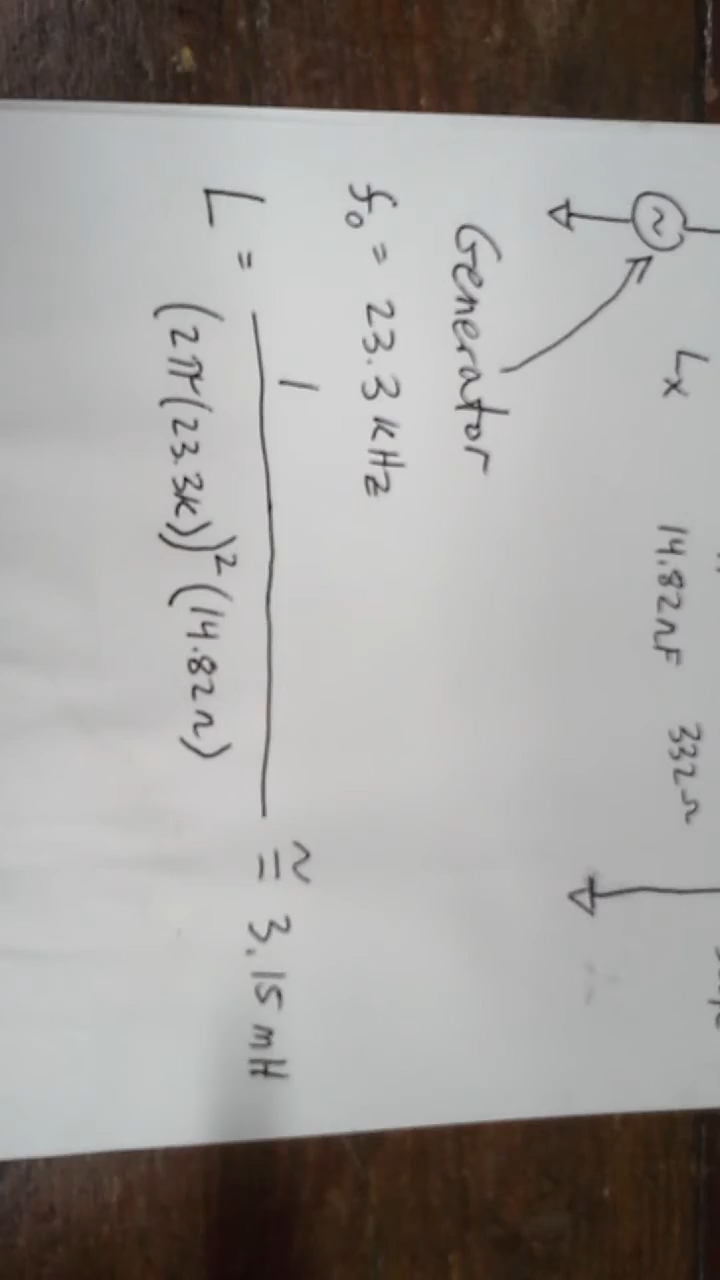 Lx 14.82nF 332Ω
Generator
f₀ = 23.3 kHz
L = 1 / (2π(23.3k))² (14.82n) ≅ 3.15 mH